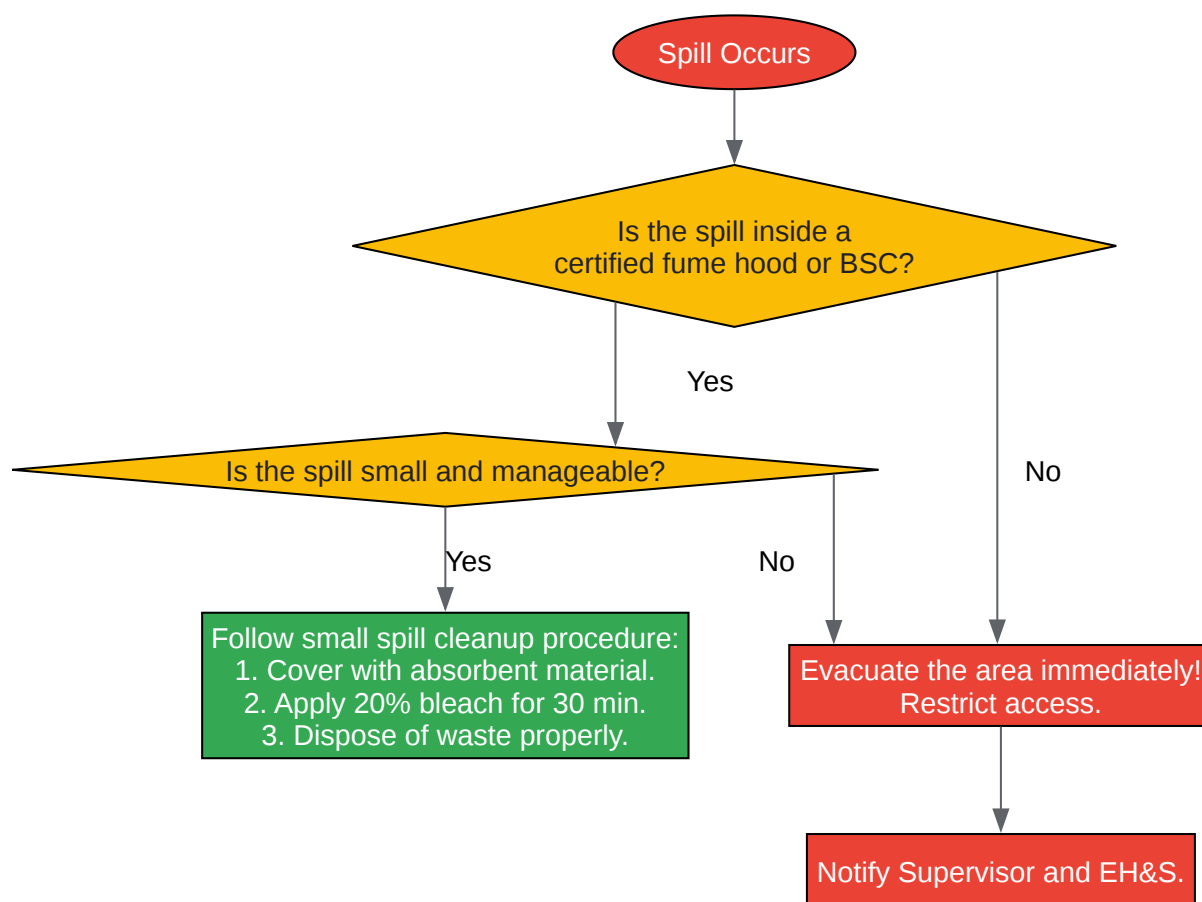 Spill Occurs
Is the spill inside a
certified fume hood or BSC?
Yes
Is the spill small and manageable?
No
Yes
No
Follow small spill cleanup procedure:
1. Cover with absorbent material.
2. Apply 20% bleach for 30 min.
3. Dispose of waste properly.
Evacuate the area immediately!
Restrict access.
Notify Supervisor and EH&S.